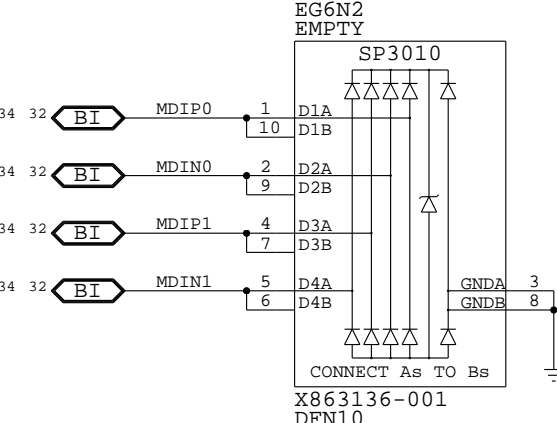 EG6N2
EMPTY
SP3010
34 32 BI MDIP0 1 D1A
10 D1B
34 32 BI MDIN0 2 D2A
9 D2B
34 32 BI MDIP1 4 D3A
7 D3B
34 32 BI MDIN1 5 D4A GNDA 3
6 D4B GNDB 8
CONNECT As TO Bs
X863136-001
DFN10